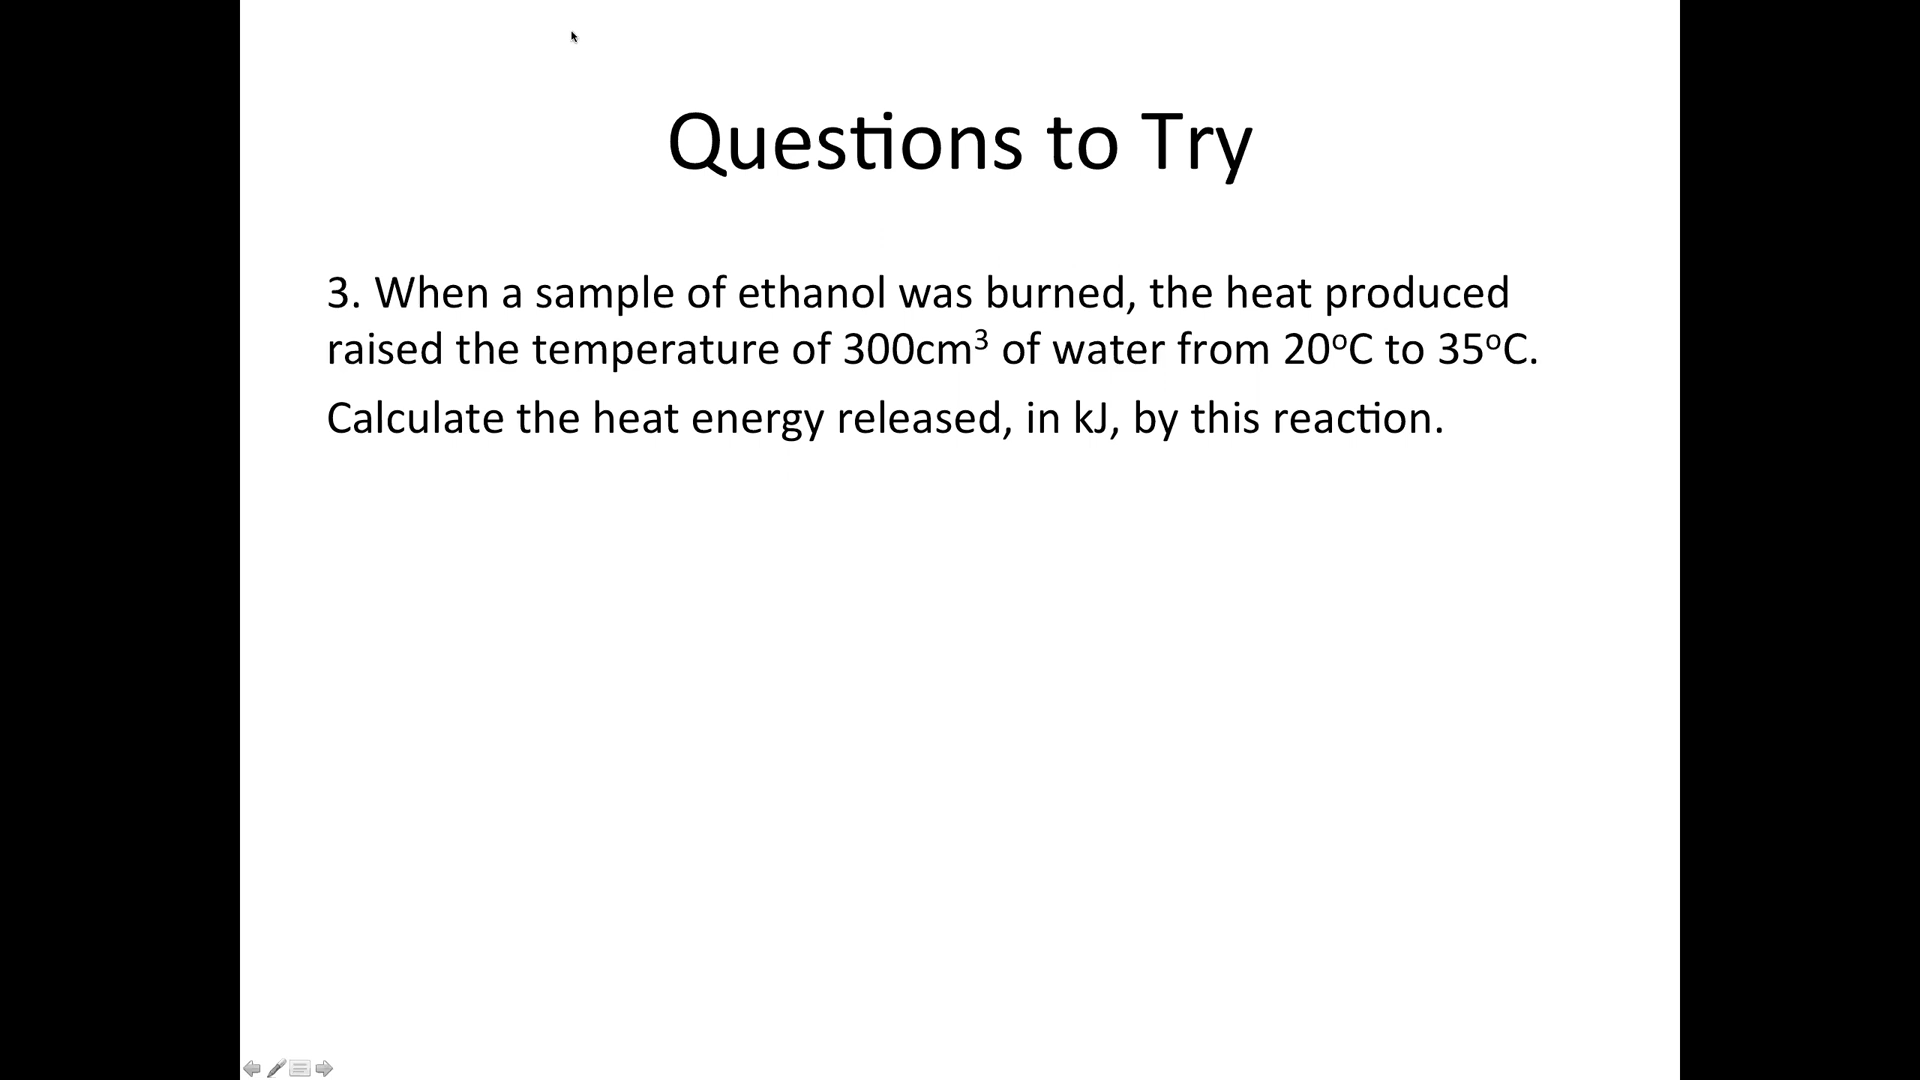 Questions to Try
3. When a sample of ethanol was burned, the heat produced
raised the temperature of 300cm³ of water from 20ºC to 35ºC.
Calculate the heat energy released, in kJ, by this reaction.